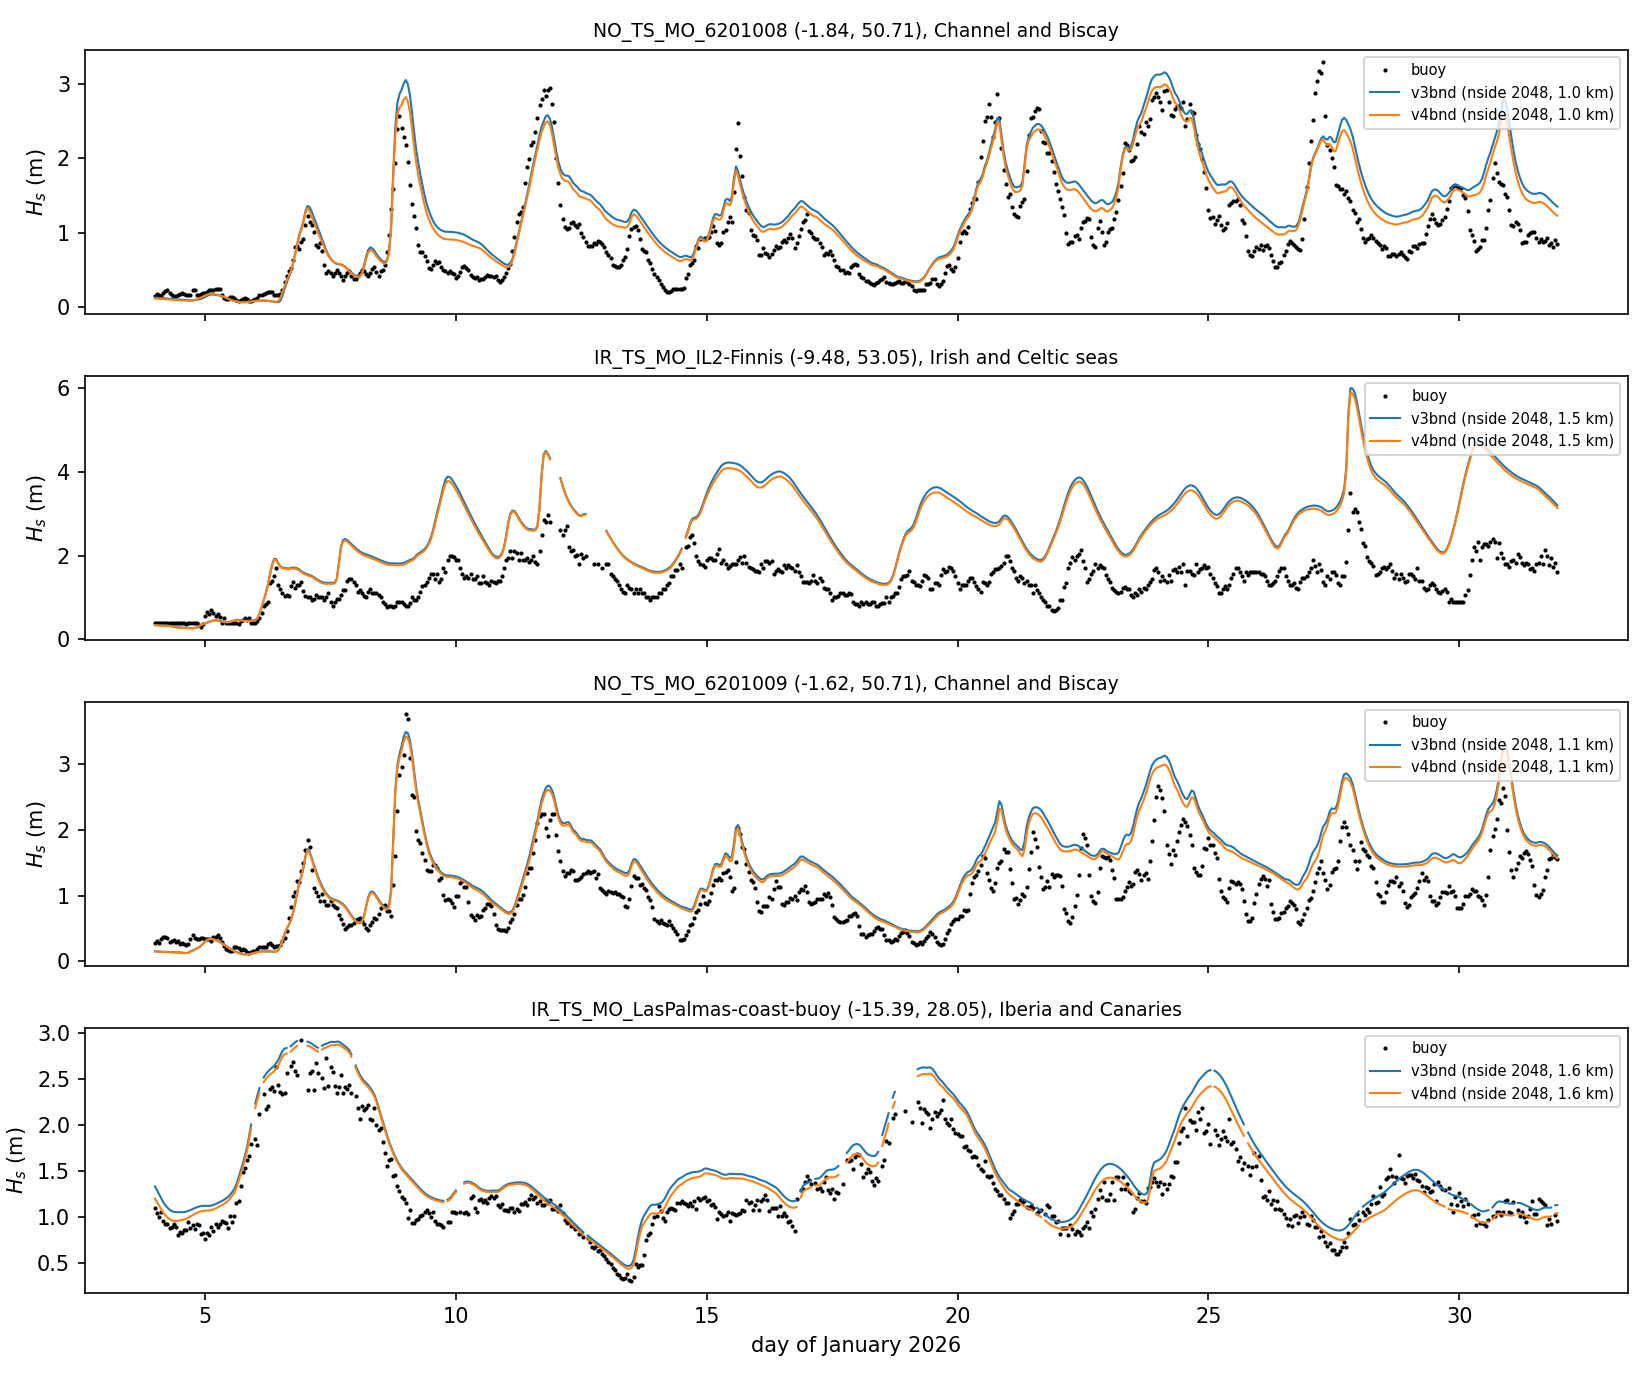 NO_TS_MO_6201008 (-1.84, 50.71), Channel and Biscay
3
2
1
0
H_s (m)
buoy
v3bnd (nside 2048, 1.0 km)
v4bnd (nside 2048, 1.0 km)
IR_TS_MO_IL2-Finnis (-9.48, 53.05), Irish and Celtic seas
6
4
2
0
H_s (m)
buoy
v3bnd (nside 2048, 1.5 km)
v4bnd (nside 2048, 1.5 km)
NO_TS_MO_6201009 (-1.62, 50.71), Channel and Biscay
3
2
1
0
H_s (m)
buoy
v3bnd (nside 2048, 1.1 km)
v4bnd (nside 2048, 1.1 km)
IR_TS_MO_LasPalmas-coast-buoy (-15.39, 28.05), Iberia and Canaries
3.0
2.5
2.0
1.5
1.0
0.5
H_s (m)
buoy
v3bnd (nside 2048, 1.6 km)
v4bnd (nside 2048, 1.6 km)
5 10 15 20 25 30
day of January 2026